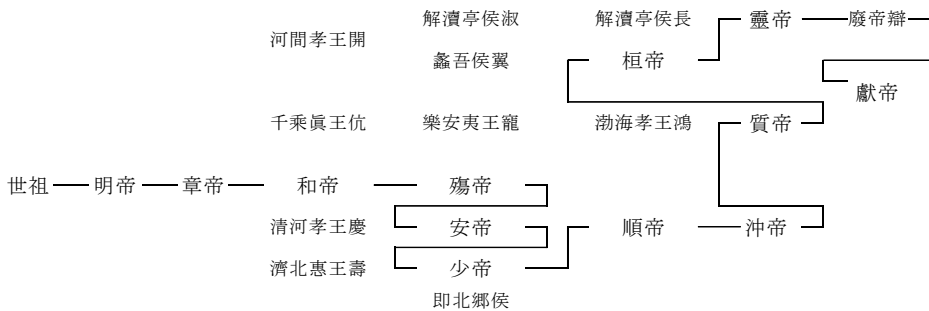 解瀆亭侯淑 解瀆亭侯長 靈帝 廢帝辯
河間孝王開
蠡吾侯翼 桓帝
獻帝
千乘眞王伉 樂安夷王寵 渤海孝王鴻 質帝
世祖 明帝 章帝 和帝 殤帝
清河孝王慶 安帝 順帝 沖帝
濟北惠王壽 少帝
即北鄉侯